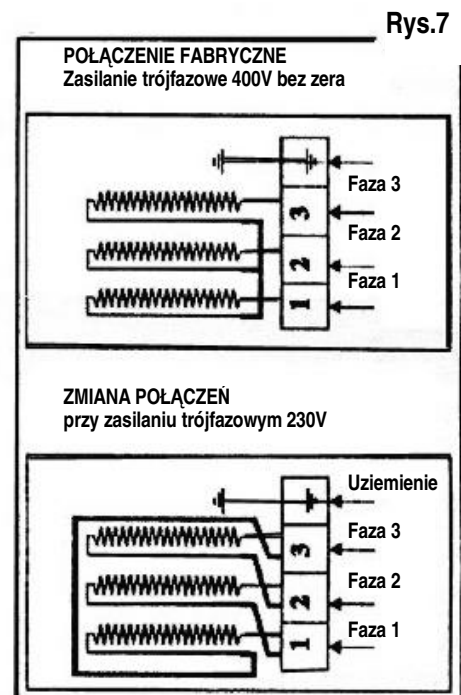 Rys.7
POŁĄCZENIE FABRYCZNE
Zasilanie trójfazowe 400V bez zera
Faza 3
3
Faza 2
2
Faza 1
1
ZMIANA POŁĄCZEŃ
przy zasilaniu trójfazowym 230V
Uziemienie
Faza 3
3
Faza 2
2
Faza 1
1